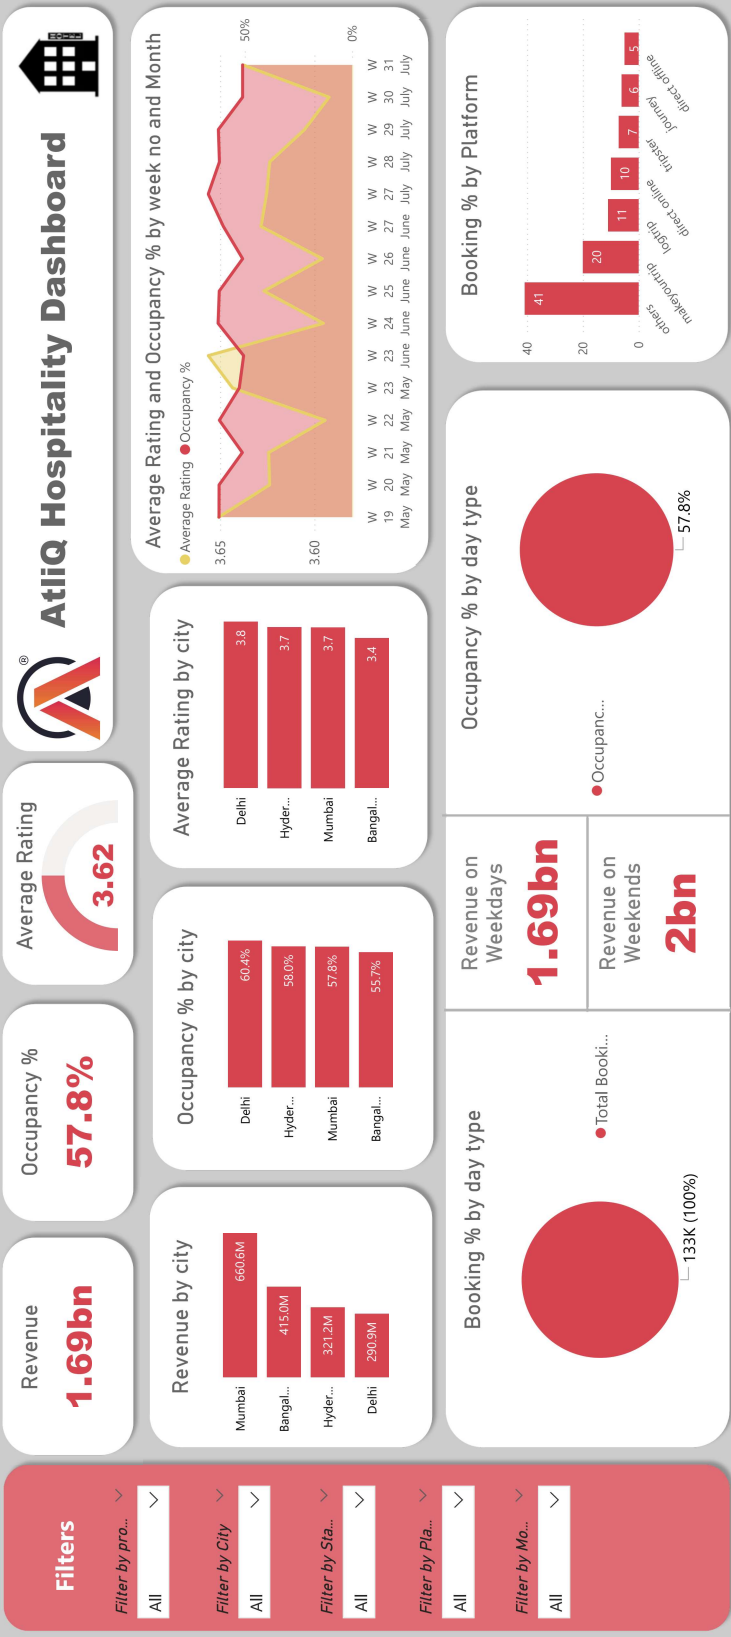 Filters
Filter by pro...
All
Filter by City
All
Filter by Sta...
All
Filter by Pla...
All
Filter by Mo...
All
Revenue
1.69bn
Occupancy %
57.8%
Average Rating
3.62
®
AtliQ Hospitality Dashboard
Revenue by city
Mumbai 660.6M
Bangal... 415.0M
Hyder... 321.2M
Delhi 290.9M
Occupancy % by city
Delhi 60.4%
Hyder... 58.0%
Mumbai 57.8%
Bangal... 55.7%
Average Rating by city
Delhi 3.8
Hyder... 3.7
Mumbai 3.7
Bangal... 3.4
Average Rating and Occupancy % by week no and Month
Average Rating Occupancy %
3.65 50%
3.60
0%
W W W W W W W W W W W W W W W
19 20 21 22 23 23 24 25 26 27 27 28 29 30 31
May May May May May June June June June June July July July July July
Booking % by day type
133K (100%)
Total Booki...
Revenue on
Weekdays
1.69bn
Revenue on
Weekends
2bn
Occupancy % by day type
Occupanc...
57.8%
Booking % by Platform
40
20
0
41 20 11 10 7 6 5
others
makeyourtrip
logtrip
direct online
tripster
journey
direct offline